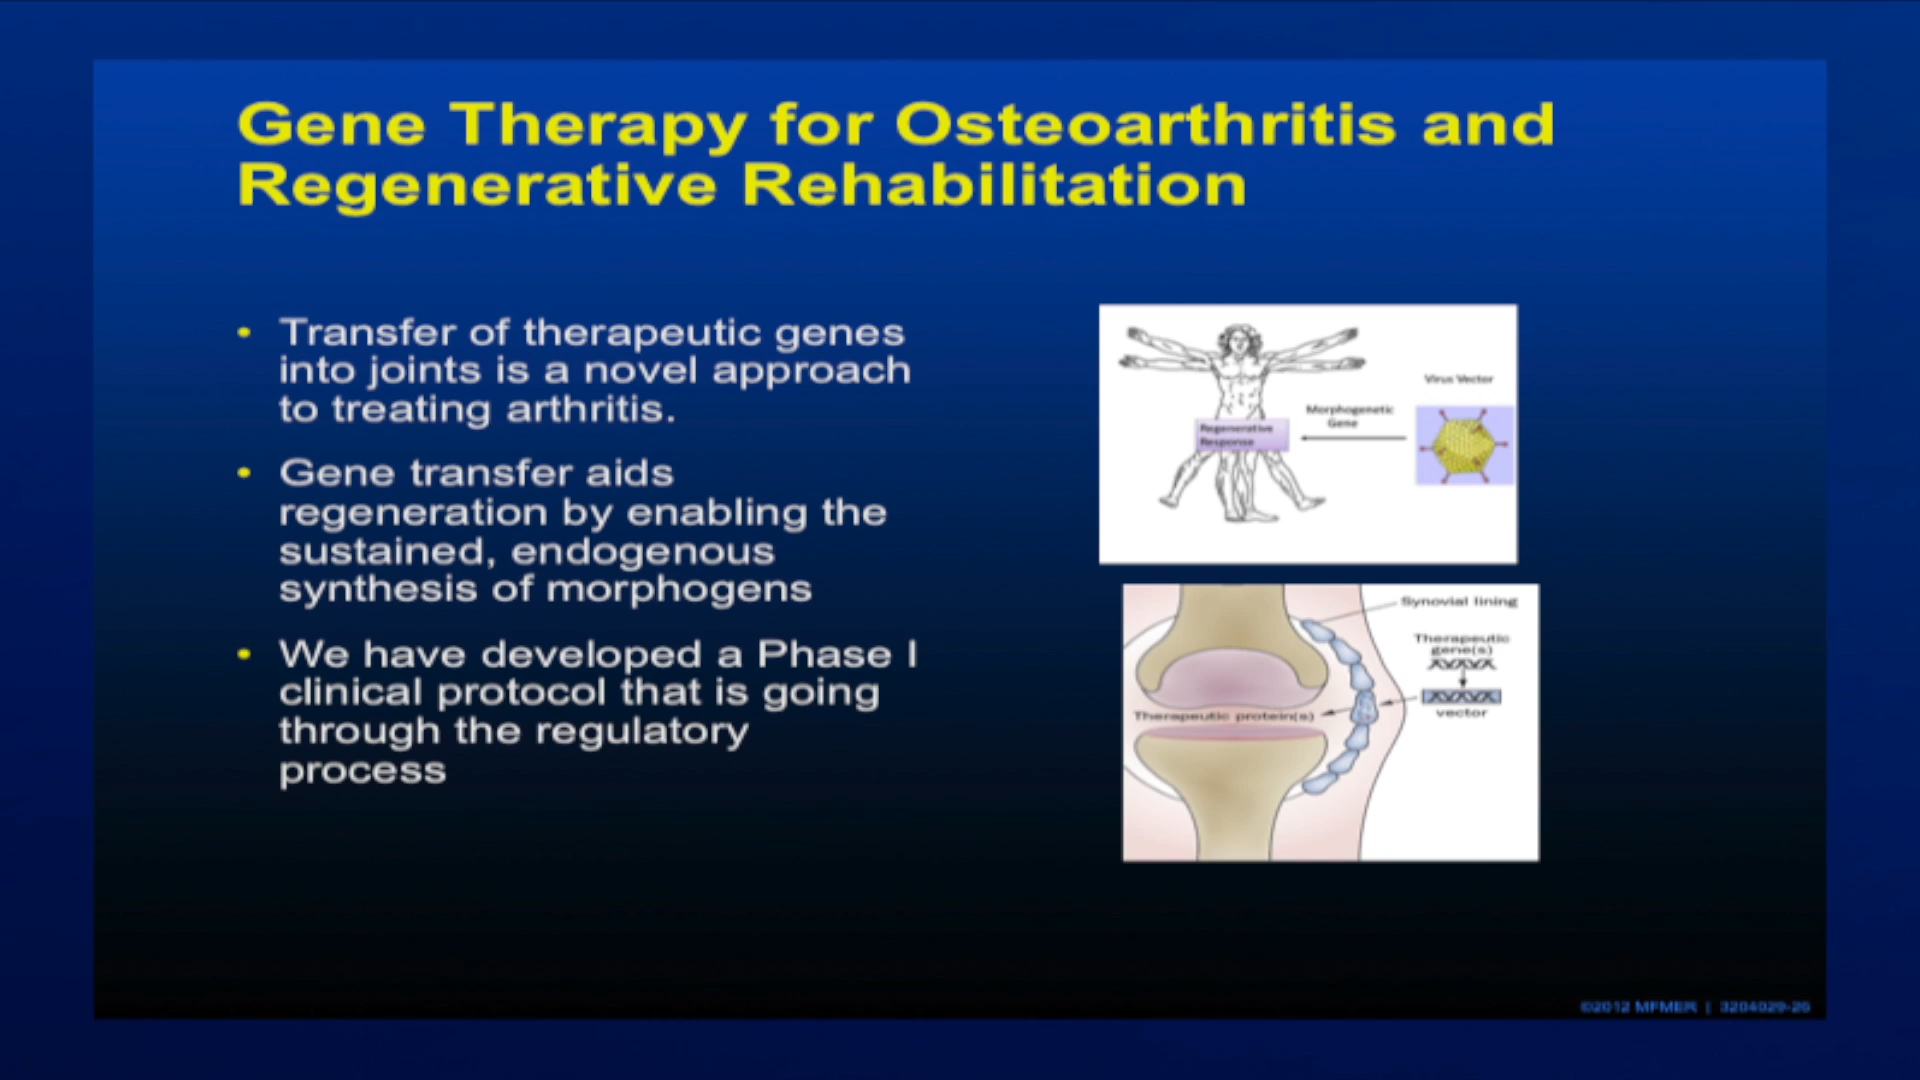 Gene Therapy for Osteoarthritis and
Regenerative Rehabilitation
• Transfer of therapeutic genes
into joints is a novel approach
to treating arthritis.
• Gene transfer aids
regeneration by enabling the
sustained, endogenous
synthesis of morphogens
• We have developed a Phase I
clinical protocol that is going
through the regulatory
process
Virus Vector
Morphogenetic
Gene
Regenerative
Response
Synovial lining
Therapeutic
gene(s)
vector
Therapeutic protein(s)
©2012 MFMER | 3204029-26